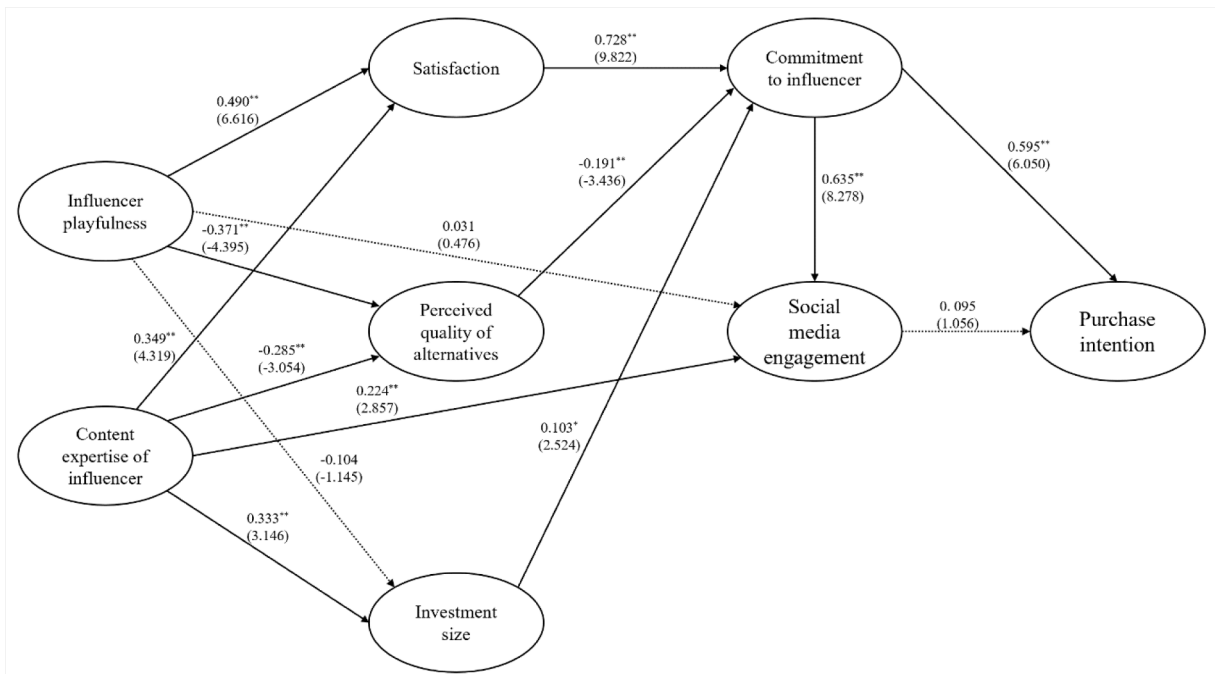 0.728**
(9.822)
Satisfaction
Commitment
to influencer
0.490**
(6.616)
0.595**
(6.050)
-0.191**
(-3.436)
0.635**
(8.278)
Influencer
playfulness
-0.371**
(-4.395)
0.031
(0.476)
Perceived
quality of
alternatives
Social
media
engagement
0. 095
(1.056)
Purchase
intention
0.349**
(4.319)
-0.285**
(-3.054)
0.224**
(2.857)
0.103*
(2.524)
Content
expertise of
influencer
-0.104
(-1.145)
0.333**
(3.146)
Investment
size